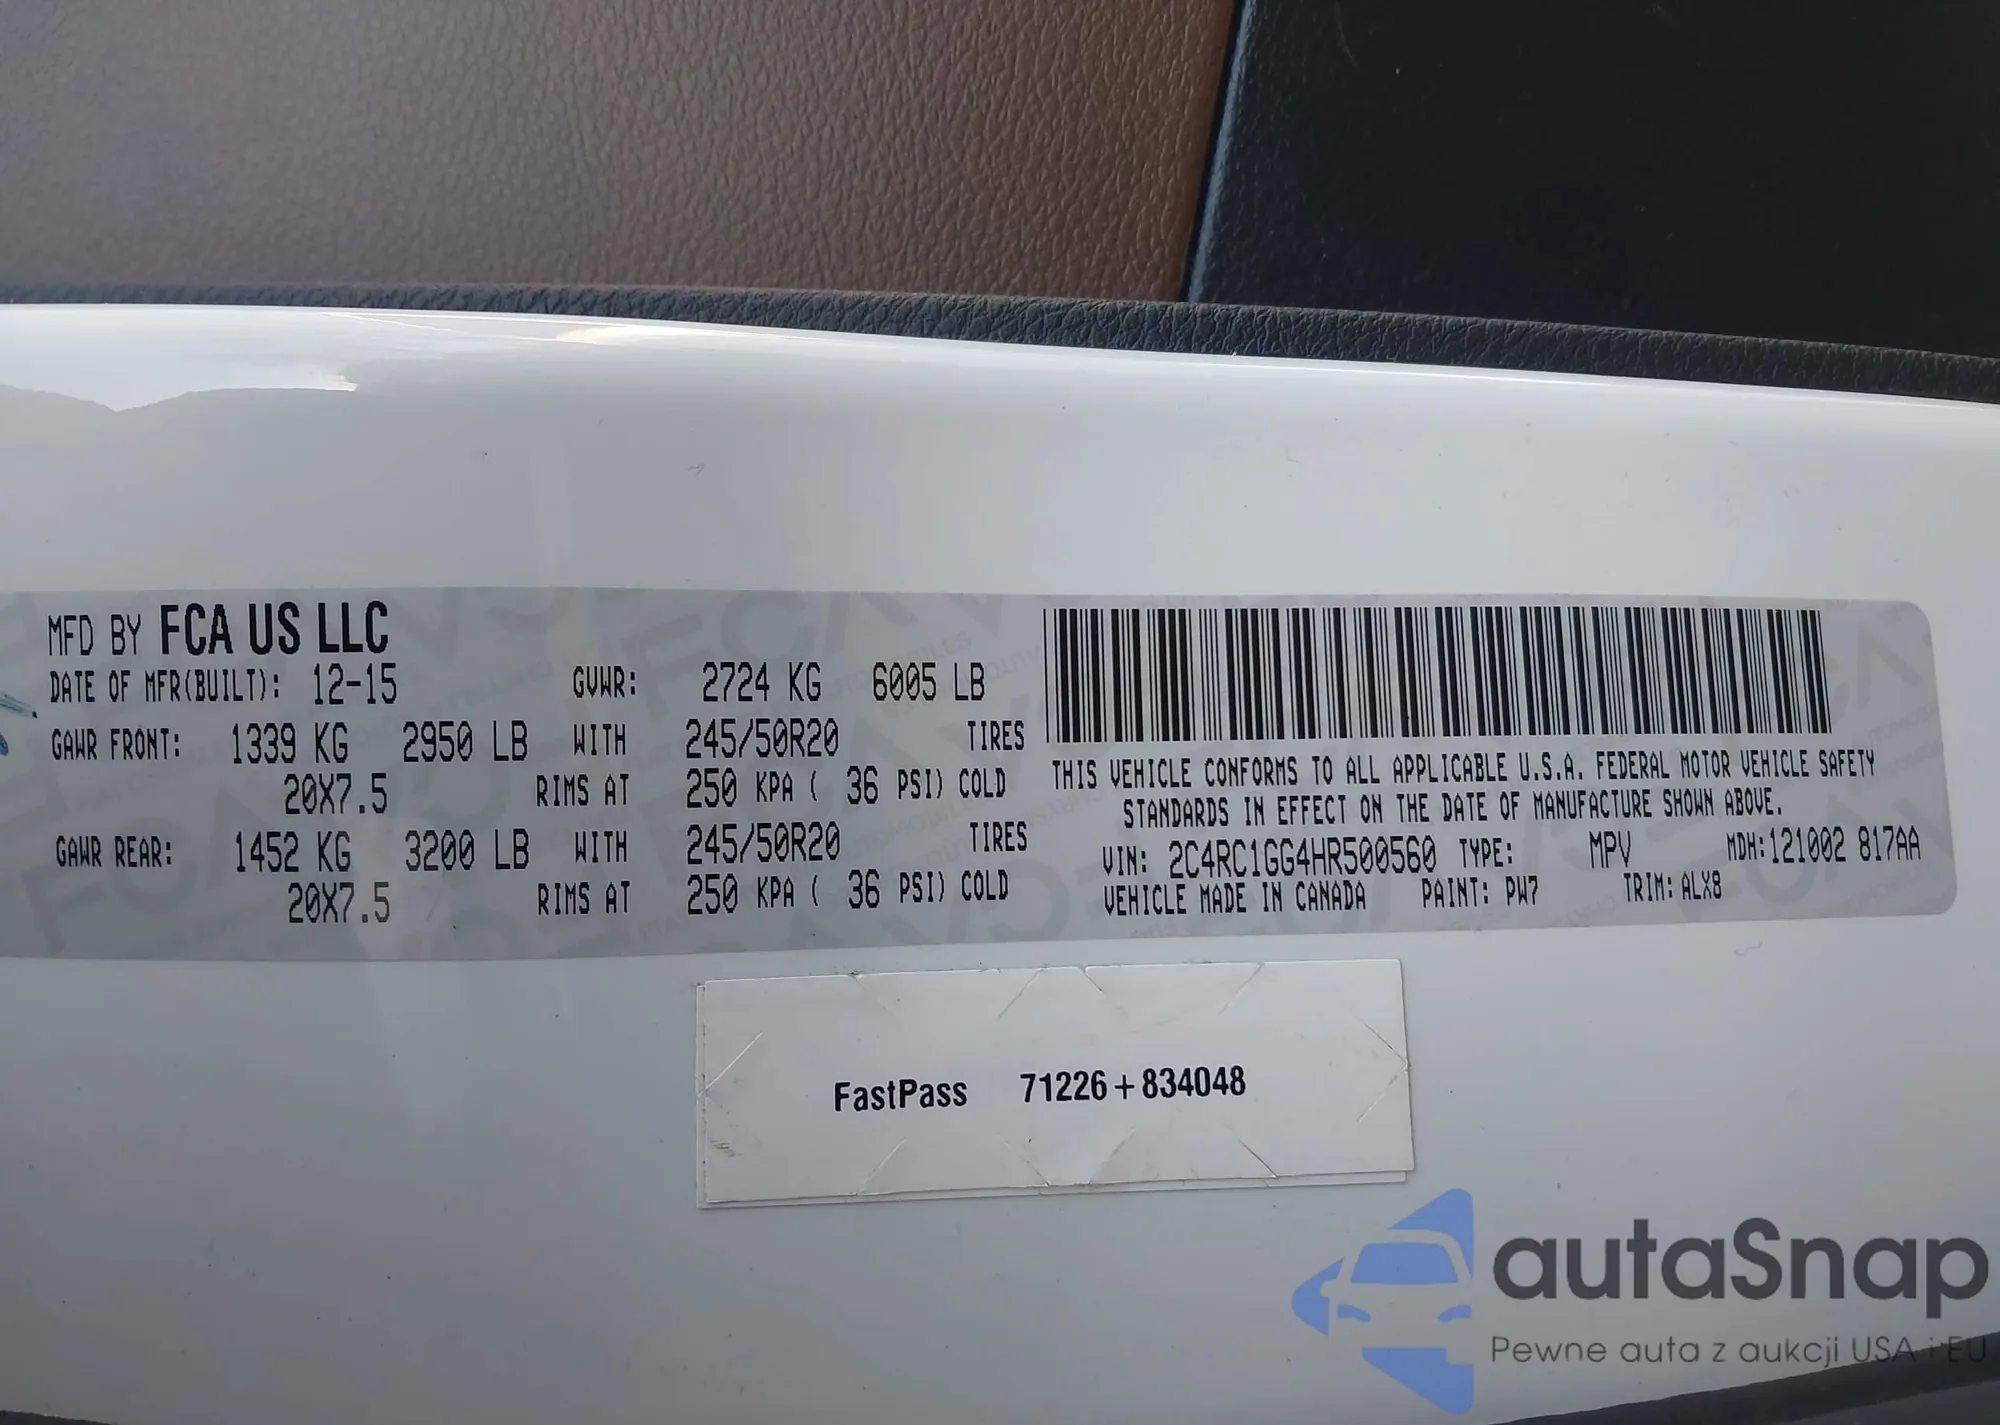 MFD BY FCA US LLC
DATE OF MFR(BUILT): 12-15 GVWR: 2724 KG 6005 LB
GAWR FRONT: 1339 KG 2950 LB WITH 245/50R20 TIRES
20X7.5 RIMS AT 250 KPA ( 36 PSI) COLD
GAWR REAR: 1452 KG 3200 LB WITH 245/50R20 TIRES
20X7.5 RIMS AT 250 KPA ( 36 PSI) COLD
THIS VEHICLE CONFORMS TO ALL APPLICABLE U.S.A. FEDERAL MOTOR VEHICLE SAFETY
STANDARDS IN EFFECT ON THE DATE OF MANUFACTURE SHOWN ABOVE.
VIN: 2C4RC1GG4HR500560 TYPE: MPV MDH:121002 817AA
VEHICLE MADE IN CANADA PAINT: PW7 TRIM: ALX8
FastPass 71226+834048
autaSnap
Pewne auta z aukcji USA i EU